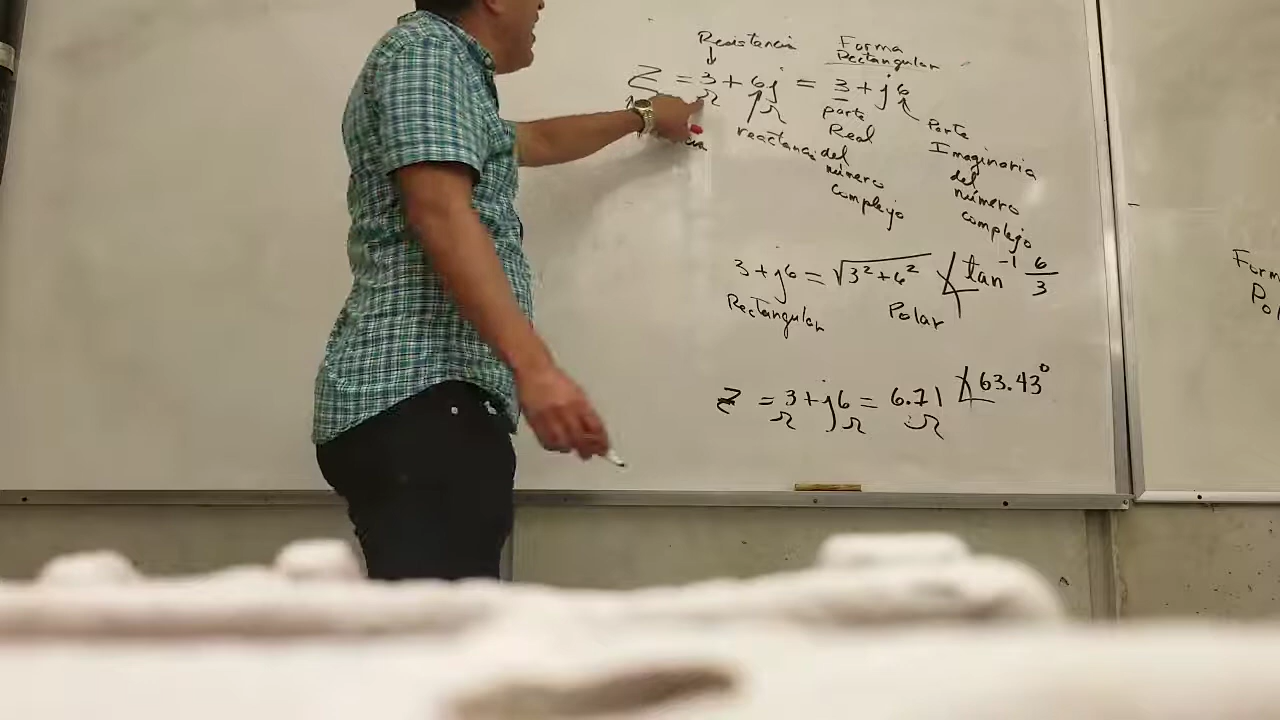 Resistencia
Forma
Rectangular
Z = 3 + 6j = 3 + j6
Ω Ω
parte
Real
del
número
complejo
reactancia
Parte
Imaginaria
del
número
complejo
3 + j6 = √3² + 6² ∠ tan⁻¹ 6/3
Rectangular Polar
Z = 3 + j6 = 6.71 ∠63.43°
Ω Ω Ω
Form
Pol